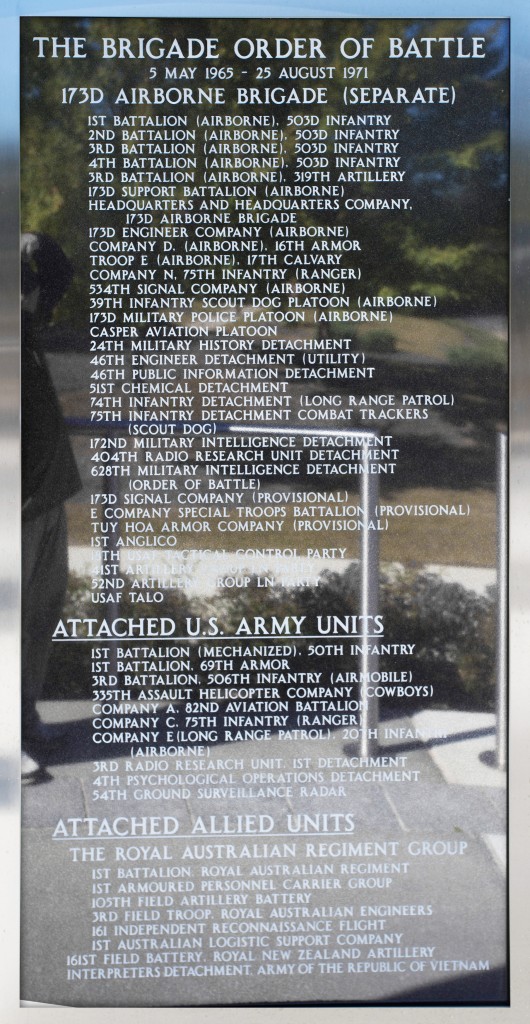 THE BRIGADE ORDER OF BATTLE
5 MAY 1965 - 25 AUGUST 1971
173D AIRBORNE BRIGADE (SEPARATE)
1ST BATTALION (AIRBORNE), 503D INFANTRY
2ND BATTALION (AIRBORNE), 503D INFANTRY
3RD BATTALION (AIRBORNE), 503D INFANTRY
4TH BATTALION (AIRBORNE), 503D INFANTRY
3RD BATTALION (AIRBORNE), 319TH ARTILLERY
173D SUPPORT BATTALION (AIRBORNE)
HEADQUARTERS AND HEADQUARTERS COMPANY,
173D AIRBORNE BRIGADE
173D ENGINEER COMPANY (AIRBORNE)
COMPANY D, (AIRBORNE), 16TH ARMOR
TROOP E (AIRBORNE), 17TH CALVARY
COMPANY N, 75TH INFANTRY (RANGER)
534TH SIGNAL COMPANY (AIRBORNE)
39TH INFANTRY SCOUT DOG PLATOON (AIRBORNE)
173D MILITARY POLICE PLATOON (AIRBORNE)
CASPER AVIATION PLATOON
24TH MILITARY HISTORY DETACHMENT
46TH ENGINEER DETACHMENT (UTILITY)
46TH PUBLIC INFORMATION DETACHMENT
51ST CHEMICAL DETACHMENT
74TH INFANTRY DETACHMENT (LONG RANGE PATROL)
75TH INFANTRY DETACHMENT COMBAT TRACKERS
(SCOUT DOG)
172ND MILITARY INTELLIGENCE DETACHMENT
404TH RADIO RESEARCH UNIT DETACHMENT
628TH MILITARY INTELLIGENCE DETACHMENT
(ORDER OF BATTLE)
173D SIGNAL COMPANY (PROVISIONAL)
E COMPANY SPECIAL TROOPS BATTALION (PROVISIONAL)
TUY HOA ARMOR COMPANY (PROVISIONAL)
1ST ANGLICO
USAF TACTICAL CONTROL PARTY
41ST ARTILLERY GROUP LN PARTY
52ND ARTILLERY GROUP LN PARTY
USAF TALO
ATTACHED U.S. ARMY UNITS
1ST BATTALION (MECHANIZED), 50TH INFANTRY
1ST BATTALION, 69TH ARMOR
3RD BATTALION, 506TH INFANTRY (AIRMOBILE)
335TH ASSAULT HELICOPTER COMPANY (COWBOYS)
COMPANY A, 82ND AVIATION BATTALION
COMPANY C, 75TH INFANTRY (RANGER)
COMPANY E(LONG RANGE PATROL), 20TH INFANTRY
(AIRBORNE)
3RD RADIO RESEARCH UNIT, 1ST DETACHMENT
4TH PSYCHOLOGICAL OPERATIONS DETACHMENT
54TH GROUND SURVEILLANCE RADAR
ATTACHED ALLIED UNITS
THE ROYAL AUSTRALIAN REGIMENT GROUP
1ST BATTALION, ROYAL AUSTRALIAN REGIMENT
1ST ARMOURED PERSONNEL CARRIER GROUP
105TH FIELD ARTILLERY BATTERY
3RD FIELD TROOP, ROYAL AUSTRALIAN ENGINEERS
161 INDEPENDENT RECONNAISSANCE FLIGHT
1ST AUSTRALIAN LOGISTIC SUPPORT COMPANY
161ST FIELD BATTERY, ROYAL NEW ZEALAND ARTILLERY
INTERPRETERS DETACHMENT, ARMY OF THE REPUBLIC OF VIETNAM